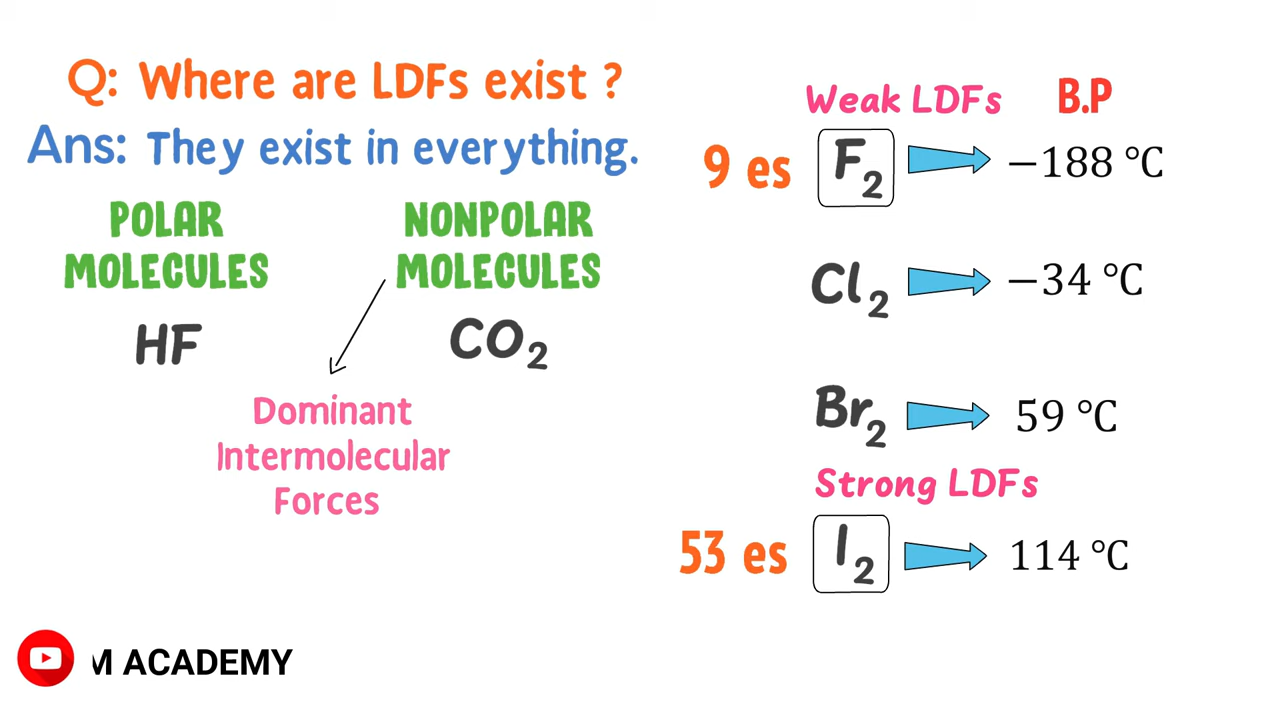 Q: Where are LDFs exist ?
Ans: They exist in everything.
POLAR
MOLECULES
HF
NONPOLAR
MOLECULES
CO₂
Dominant
Intermolecular
Forces
Weak LDFs B.P
9 es F₂ −188 °C
Cl₂ −34 °C
Br₂ 59 °C
Strong LDFs
53 es I₂ 114 °C
M ACADEMY